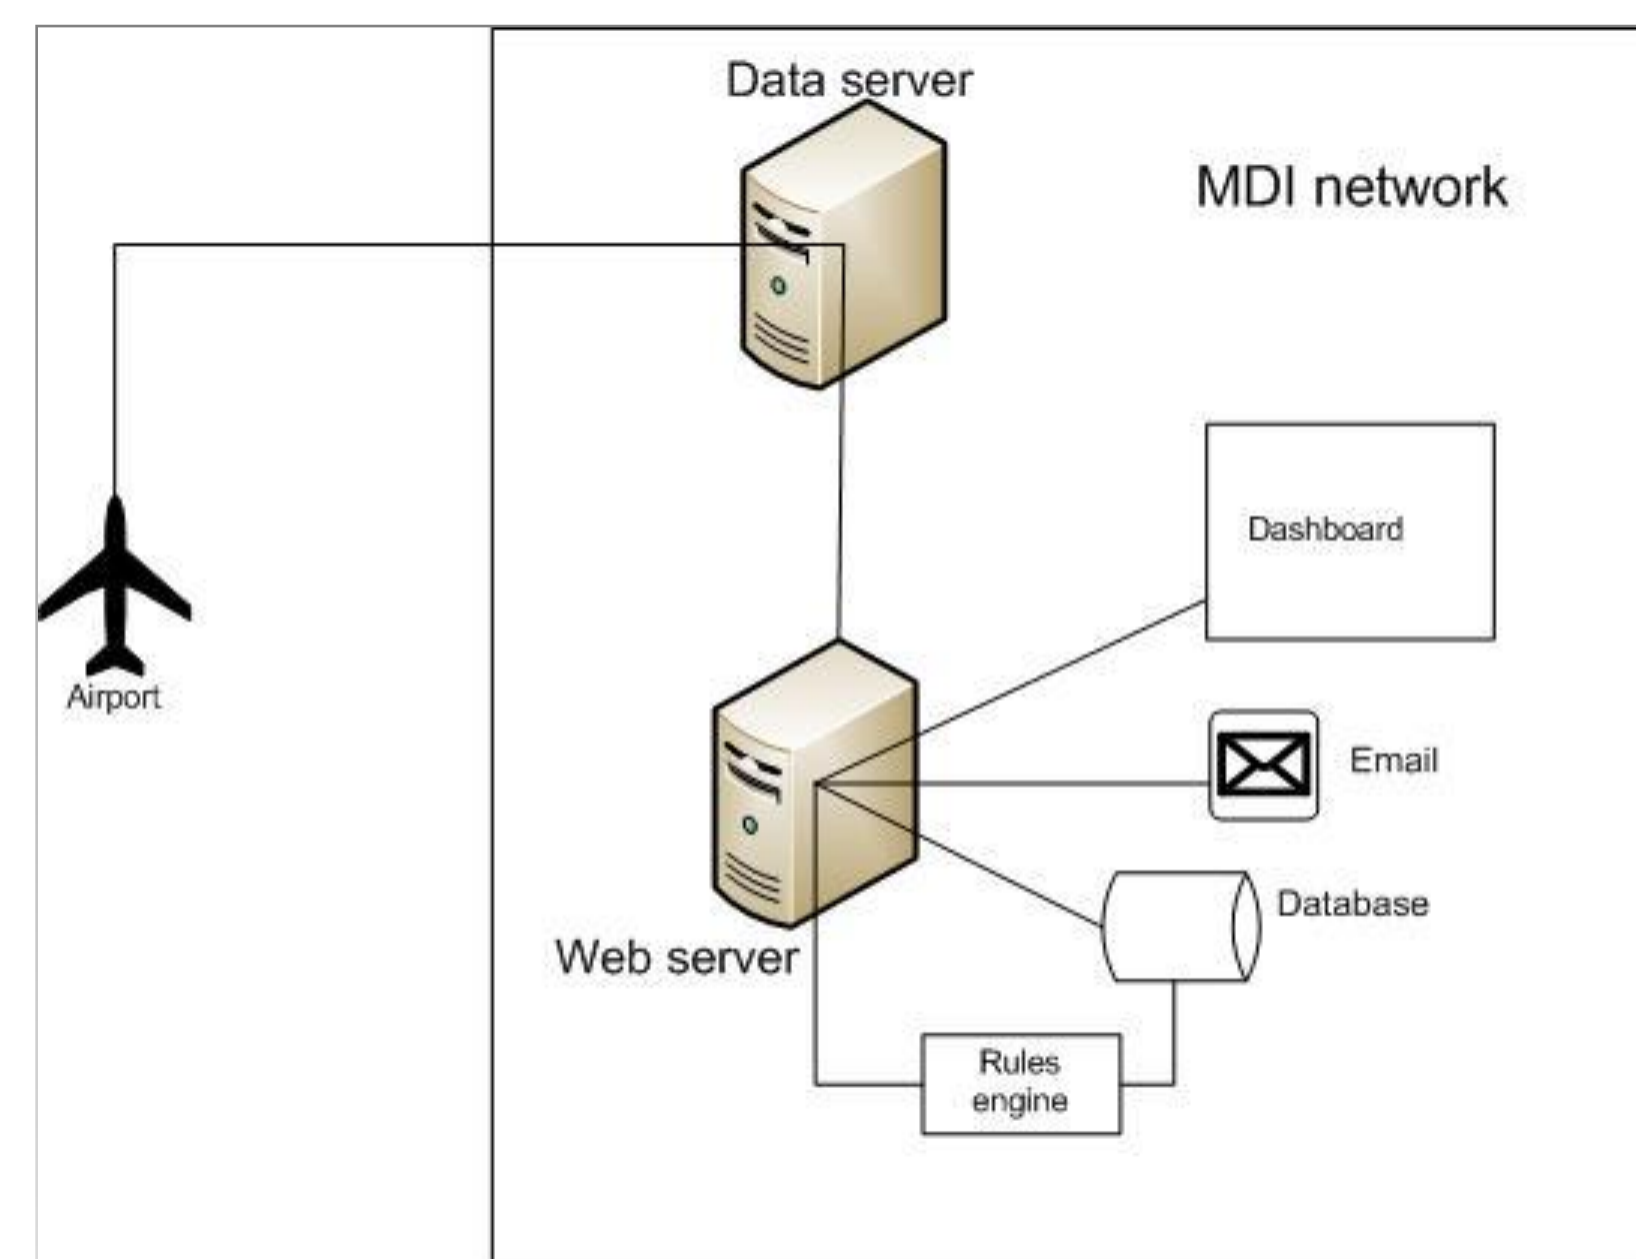 Data server
MDI network
Dashboard
Airport
Email
Database
Web server
Rules
engine